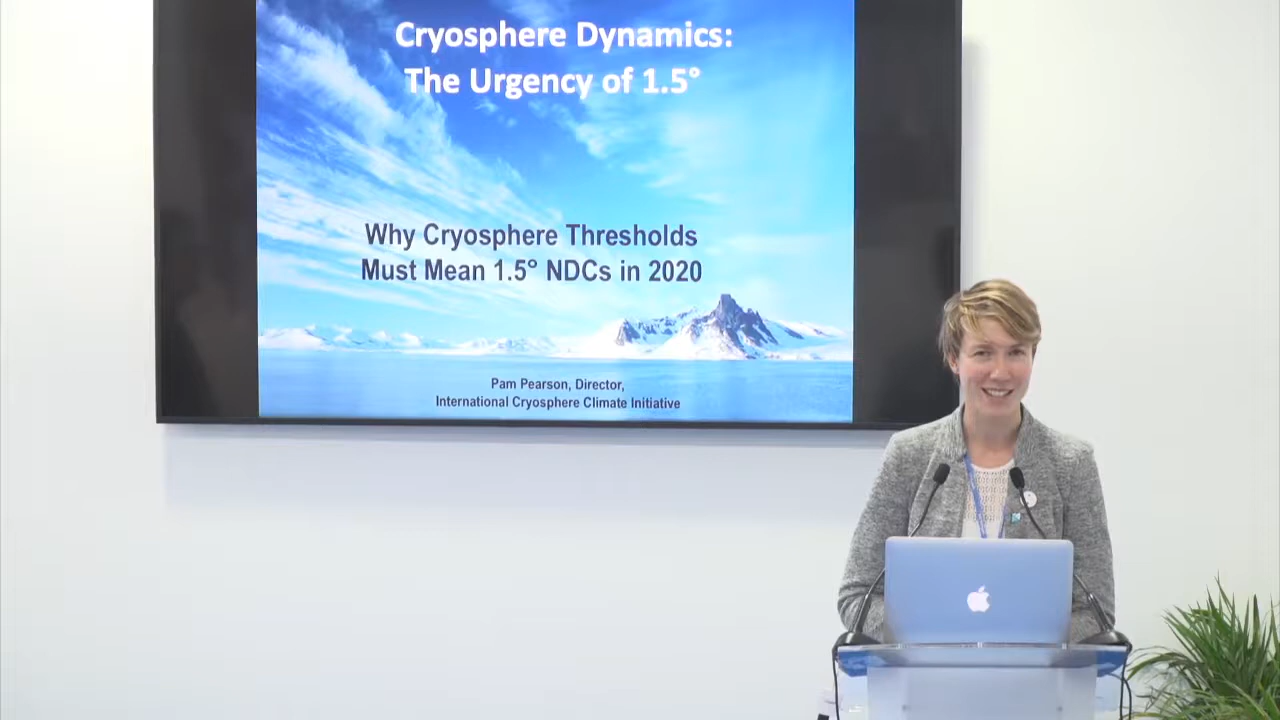 Cryosphere Dynamics:
The Urgency of 1.5°
Why Cryosphere Thresholds
Must Mean 1.5° NDCs in 2020
Pam Pearson, Director,
International Cryosphere Climate Initiative